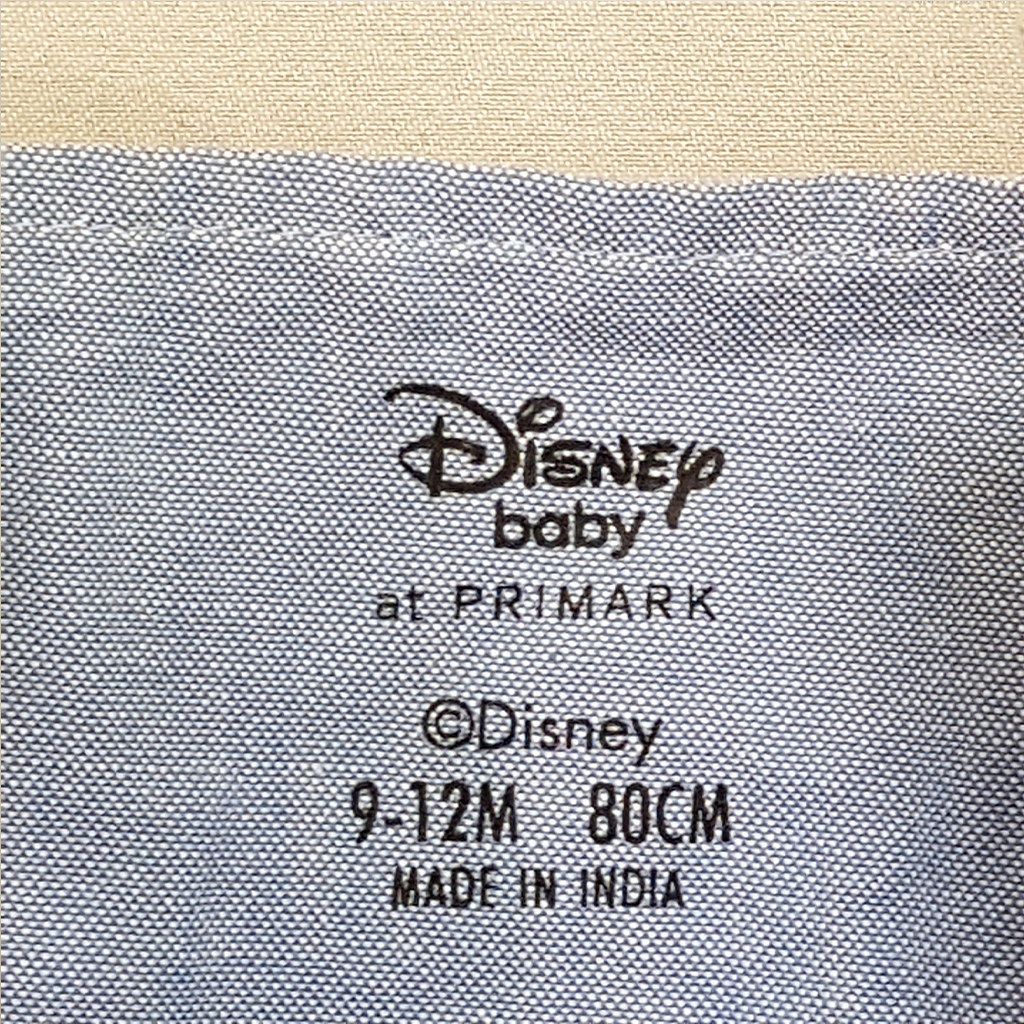 Disney
baby
at PRIMARK
©Disney
9-12M 80CM
MADE IN INDIA